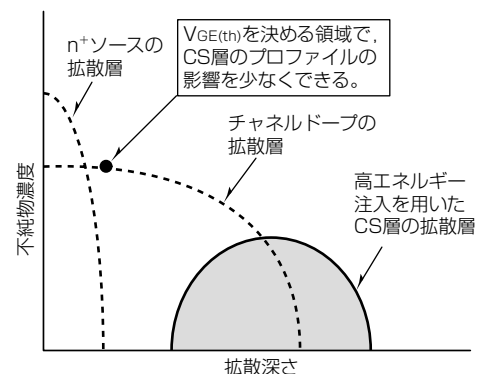 n+ソースの
拡散層
VGE(th)を決める領域で,
CS層のプロファイルの
影響を少なくできる。
チャネルドープの
拡散層
高エネルギー
注入を用いた
CS層の拡散層
不純物濃度
拡散深さ